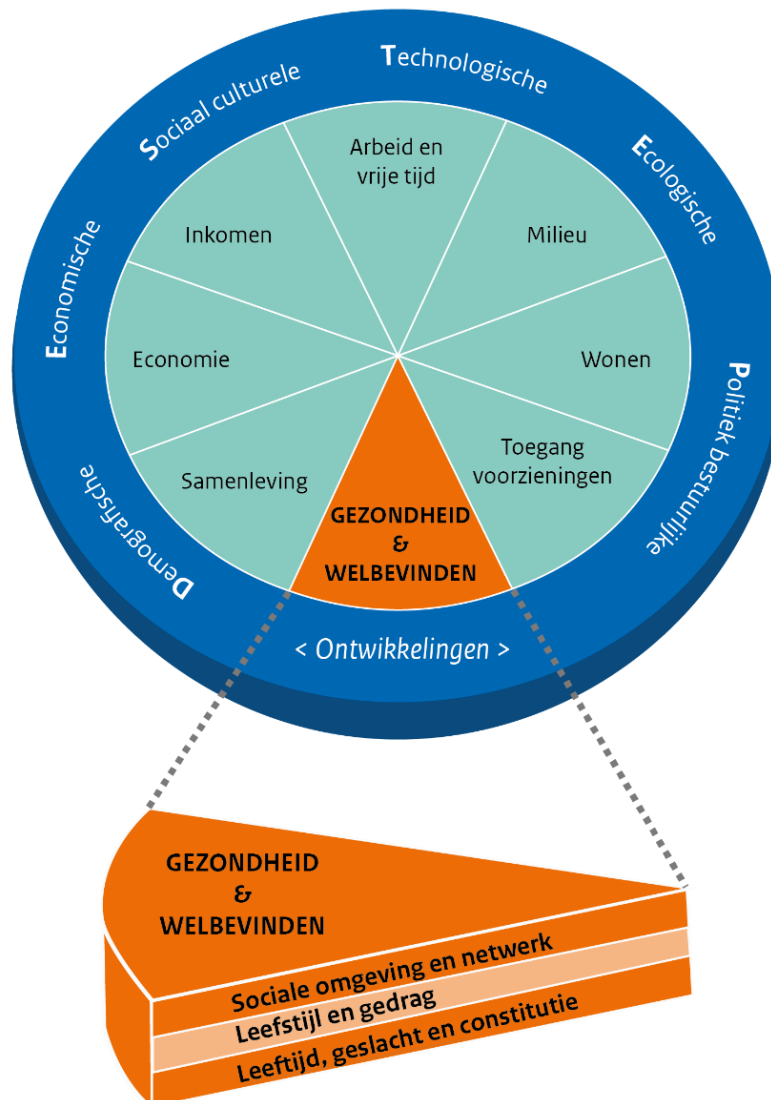 Technologische
Sociaal culturele
Ecologische
Economische
Politiek bestuurlijke
Demografische
Arbeid en
vrije tijd
Inkomen
Milieu
Economie
Wonen
Samenleving
Toegang
voorzieningen
GEZONDHEID
&
WELBEVINDEN
< Ontwikkelingen >
GEZONDHEID
&
WELBEVINDEN
Sociale omgeving en netwerk
Leefstijl en gedrag
Leeftijd, geslacht en constitutie